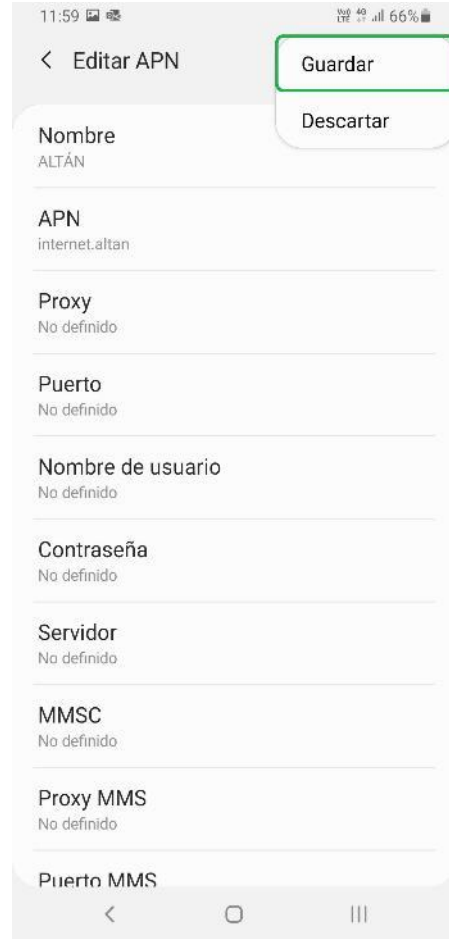 11:59 66%
Editar APN
Guardar
Descartar
Nombre
ALTÁN
APN
internet.altan
Proxy
No definido
Puerto
No definido
Nombre de usuario
No definido
Contraseña
No definido
Servidor
No definido
MMSC
No definido
Proxy MMS
No definido
Puerto MMS